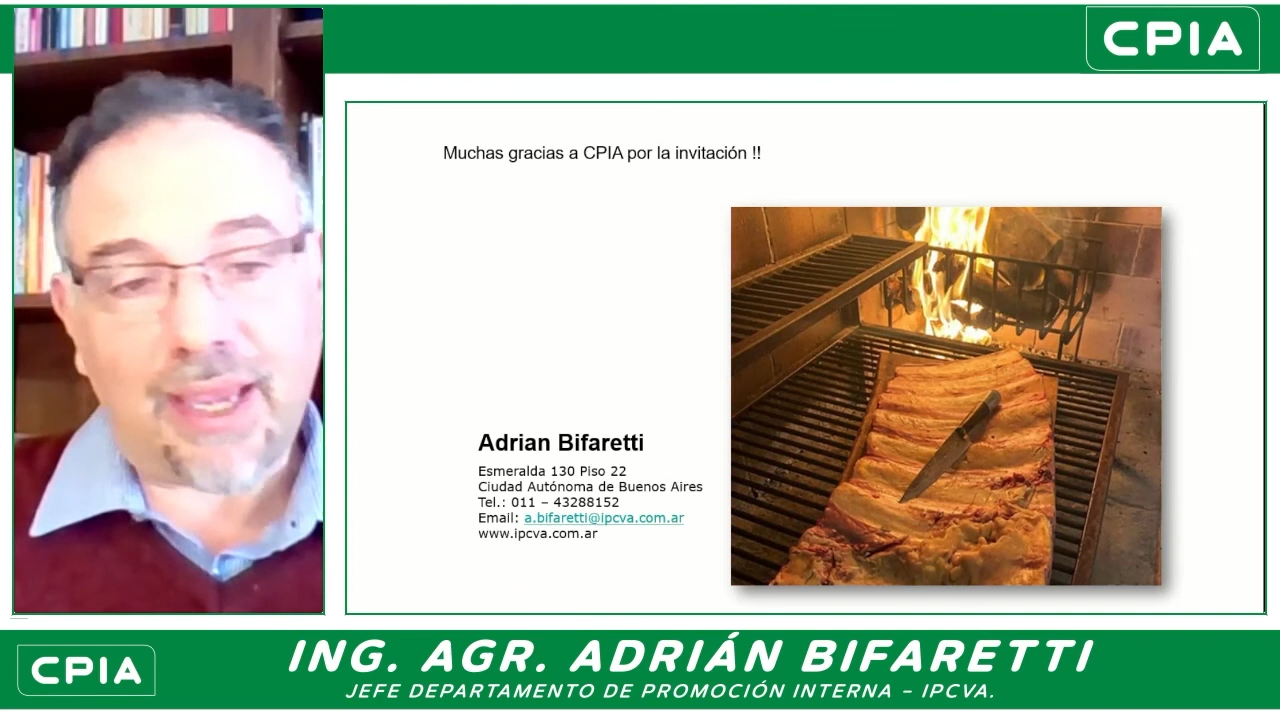 CPIA
Muchas gracias a CPIA por la invitación !!
Adrian Bifaretti
Esmeralda 130 Piso 22
Ciudad Autónoma de Buenos Aires
Tel.: 011 – 43288152
Email: a.bifaretti@ipcva.com.ar
www.ipcva.com.ar
CPIA
ING. AGR. ADRIÁN BIFARETTI
JEFE DEPARTAMENTO DE PROMOCIÓN INTERNA – IPCVA.